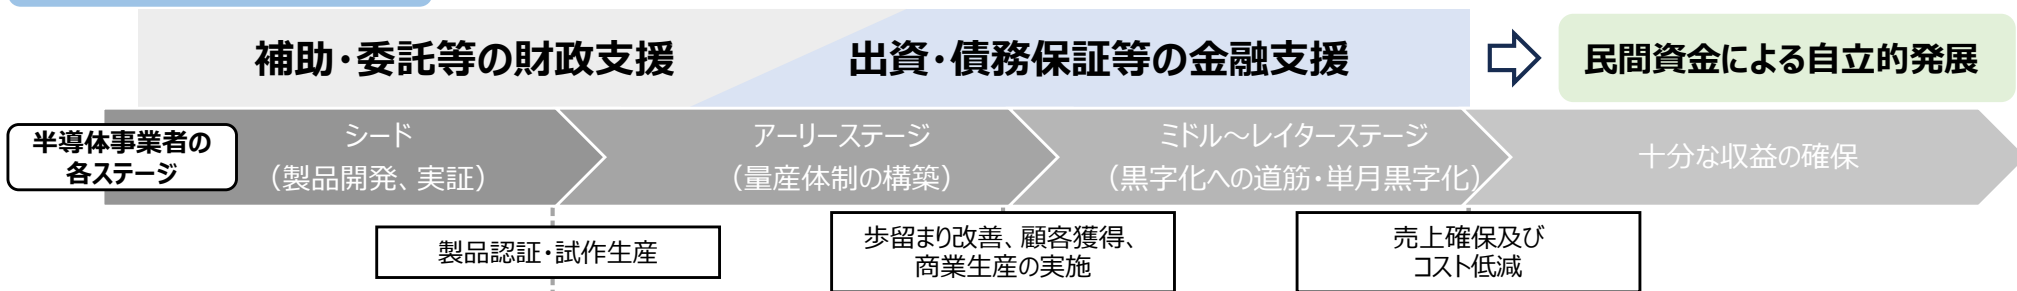 補助・委託等の財政支援
出資・債務保証等の金融支援
民間資金による自立的発展
半導体事業者の
各ステージ
シード
（製品開発、実証）
アーリーステージ
（量産体制の構築）
ミドル～レイターステージ
（黒字化への道筋・単月黒字化）
十分な収益の確保
製品認証・試作生産
歩留まり改善、顧客獲得、
商業生産の実施
売上確保及び
コスト低減